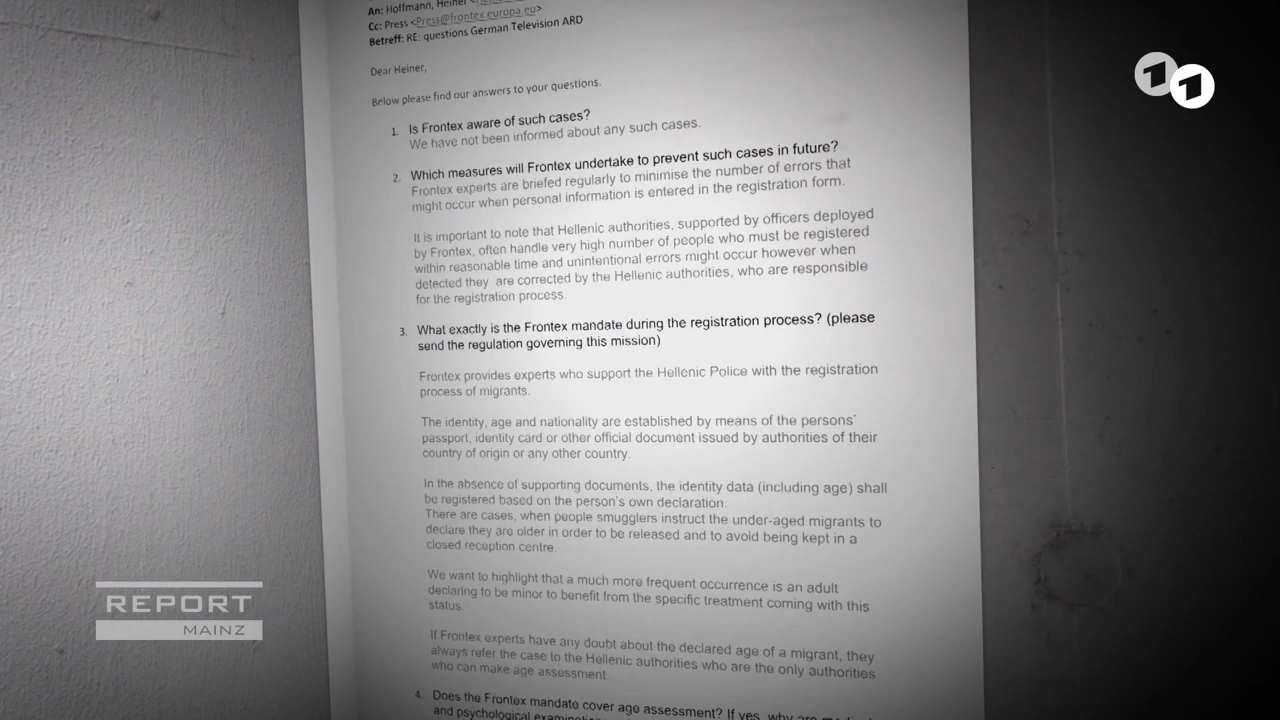 An: Hoffmann, Heiner
Cc: Press <Press@frontex.europa.eu>
Betreff: RE: questions German Television ARD
Dear Heiner,
Below please find our answers to your questions.
1. Is Frontex aware of such cases?
We have not been informed about any such cases.
2. Which measures will Frontex undertake to prevent such cases in future?
Frontex experts are briefed regularly to minimise the number of errors that
might occur when personal information is entered in the registration form.
It is important to note that Hellenic authorities, supported by officers deployed
by Frontex, often handle very high number of people who must be registered
within reasonable time and unintentional errors might occur however when
detected they are corrected by the Hellenic authorities, who are responsible
for the registration process.
3. What exactly is the Frontex mandate during the registration process? (please
send the regulation governing this mission)
Frontex provides experts who support the Hellenic Police with the registration
process of migrants.
The identity, age and nationality are established by means of the persons'
passport, identity card or other official document issued by authorities of their
country of origin or any other country.
In the absence of supporting documents, the identity data (including age) shall
be registered based on the person's own declaration.
There are cases, when people smugglers instruct the under-aged migrants to
declare they are older in order to be released and to avoid being kept in a
closed reception centre.
We want to highlight that a much more frequent occurrence is an adult
declaring to be minor to benefit from the specific treatment coming with this
status.
If Frontex experts have any doubt about the declared age of a migrant, they
always refer the case to the Hellenic authorities who are the only authorities
who can make age assessment.
4. Does the Frontex mandate cover age assessment? If yes, why are
and psychological
REPORT
MAINZ
1 1